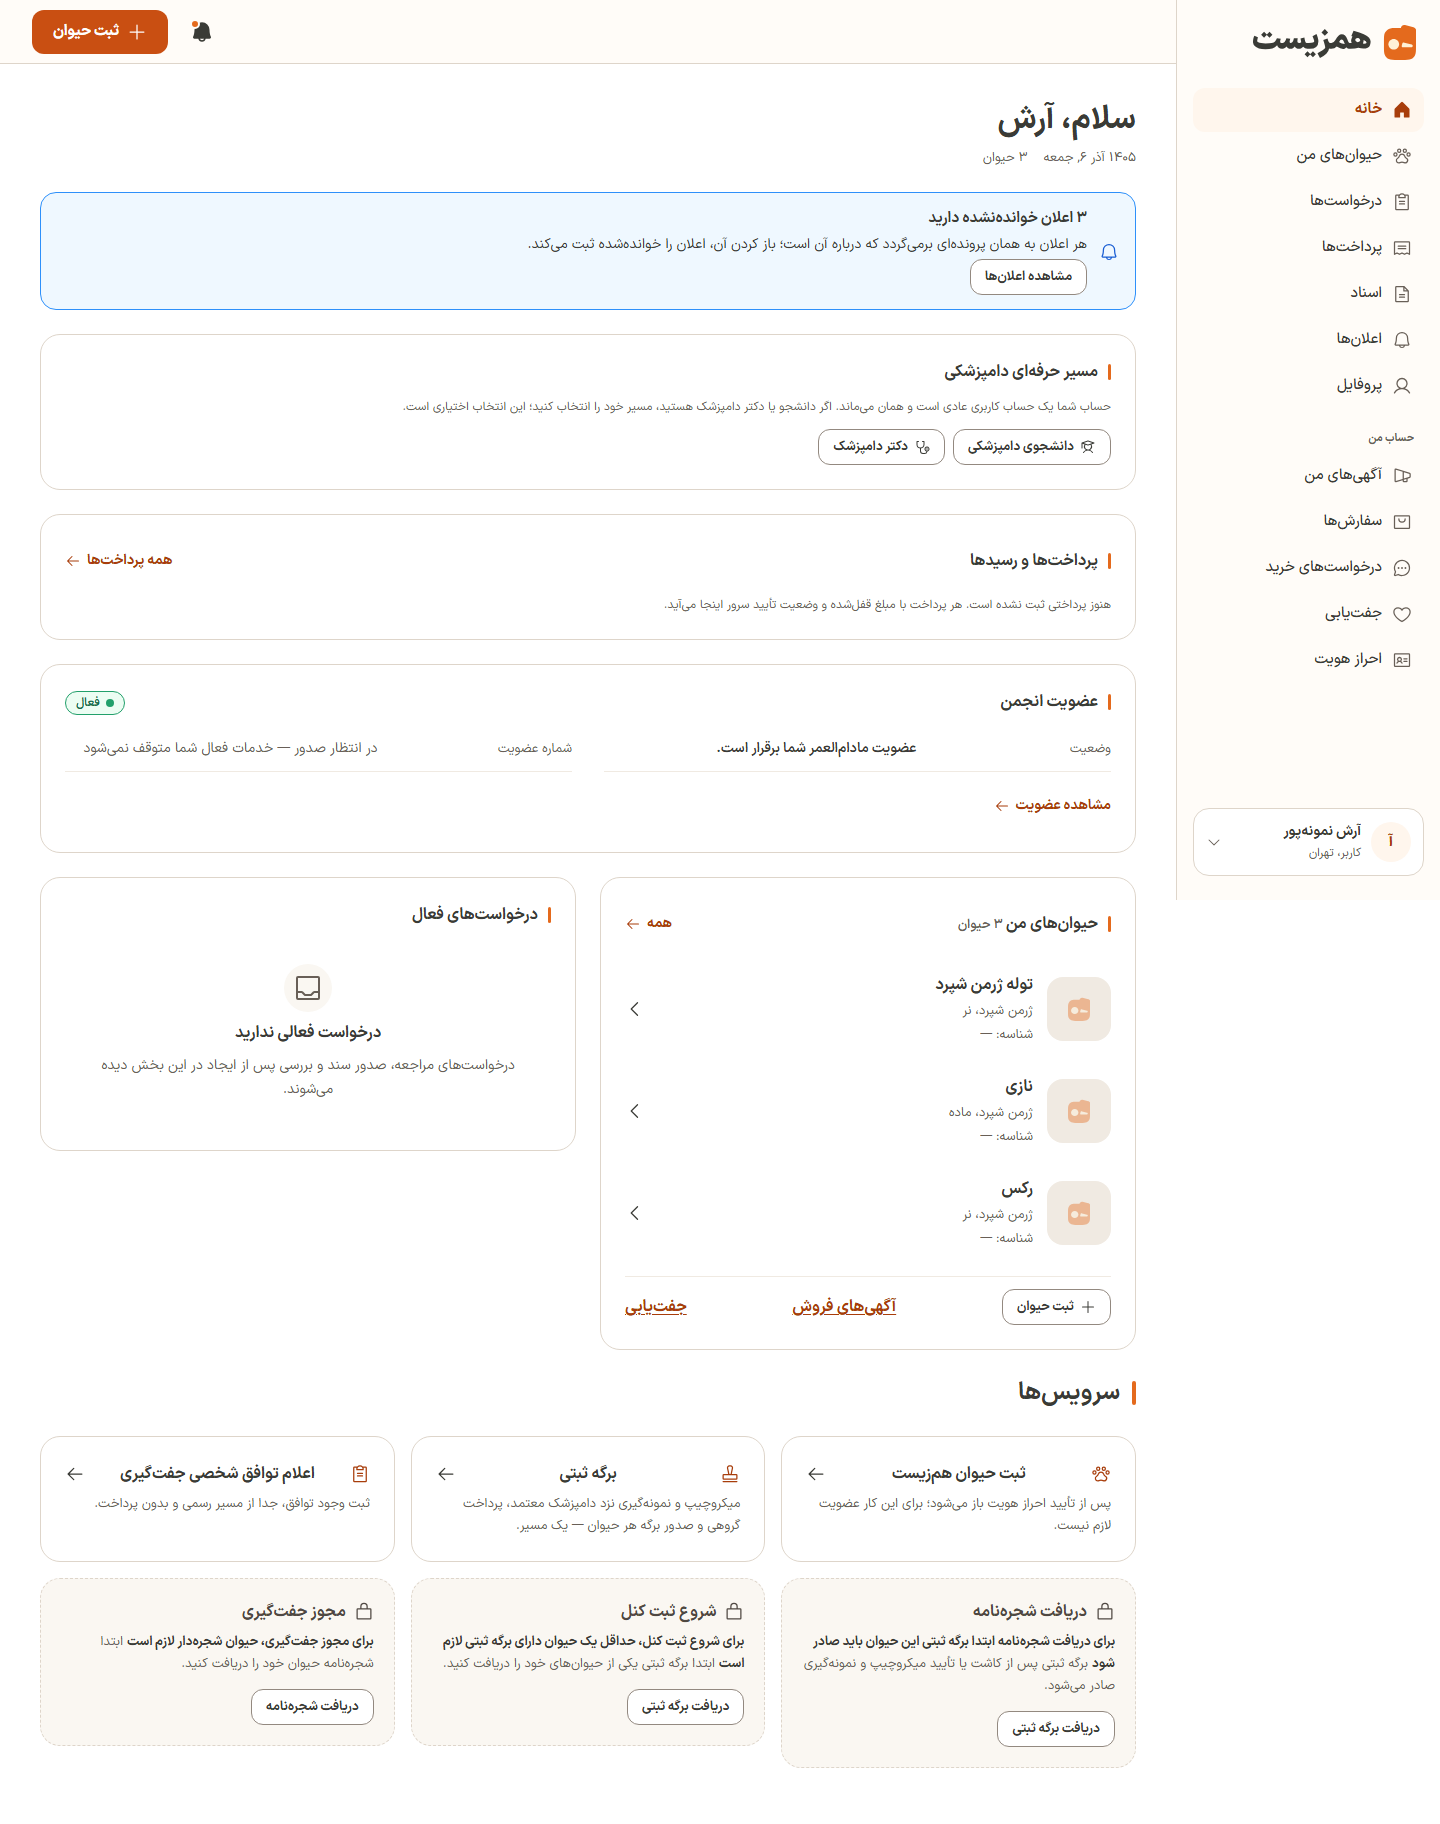 همزیست
خانه
حیوان‌های من
درخواست‌ها
پرداخت‌ها
اسناد
اعلان‌ها
پروفایل
حساب من
آگهی‌های من
سفارش‌ها
درخواست‌های خرید
جفت‌یابی
احراز هویت
آ
آرش نمونه‌پور
کاربر، تهران
ثبت حیوان
سلام، آرش
۱۴۰۵ آذر ۶, جمعه ۳ حیوان
۳ اعلان خوانده‌نشده دارید
هر اعلان به همان پرونده‌ای برمی‌گردد که درباره آن است؛ باز کردن آن، اعلان را خوانده‌شده ثبت می‌کند.
مشاهده اعلان‌ها
مسیر حرفه‌ای دامپزشکی
حساب شما یک حساب کاربری عادی است و همان می‌ماند. اگر دانشجو یا دکتر دامپزشک هستید، مسیر خود را انتخاب کنید؛ این انتخاب اختیاری است.
دانشجوی دامپزشکی دکتر دامپزشک
پرداخت‌ها و رسیدها همه پرداخت‌ها
هنوز پرداختی ثبت نشده است. هر پرداخت با مبلغ قفل‌شده و وضعیت تأیید سرور اینجا می‌آید.
عضویت انجمن فعال
وضعیت عضویت مادام‌العمر شما برقرار است. شماره عضویت در انتظار صدور — خدمات فعال شما متوقف نمی‌شود
مشاهده عضویت
حیوان‌های من ۳ حیوان همه
توله ژرمن شپرد
ژرمن شپرد، نر
شناسه: —
نازی
ژرمن شپرد، ماده
شناسه: —
رکس
ژرمن شپرد، نر
شناسه: —
ثبت حیوان آگهی‌های فروش جفت‌یابی
درخواست‌های فعال
درخواست فعالی ندارید
درخواست‌های مراجعه، صدور سند و بررسی پس از ایجاد در این بخش دیده
می‌شوند.
سرویس‌ها
ثبت حیوان هم‌زیست
پس از تأیید احراز هویت باز می‌شود؛ برای این کار عضویت
لازم نیست.
برگه ثبتی
میکروچیپ و نمونه‌گیری نزد دامپزشک معتمد، پرداخت
گروهی و صدور برگه هر حیوان — یک مسیر.
اعلام توافق شخصی جفت‌گیری
ثبت وجود توافق، جدا از مسیر رسمی و بدون پرداخت.
دریافت شجره‌نامه
برای دریافت شجره‌نامه ابتدا برگه ثبتی این حیوان باید صادر
شود برگه ثبتی پس از کاشت یا تأیید میکروچیپ و نمونه‌گیری
صادر می‌شود.
دریافت برگه ثبتی
شروع ثبت کنل
برای شروع ثبت کنل، حداقل یک حیوان دارای برگه ثبتی لازم
است ابتدا برگه ثبتی یکی از حیوان‌های خود را دریافت کنید.
دریافت برگه ثبتی
مجوز جفت‌گیری
برای مجوز جفت‌گیری، حیوان شجره‌دار لازم است ابتدا
شجره‌نامه حیوان خود را دریافت کنید.
دریافت شجره‌نامه